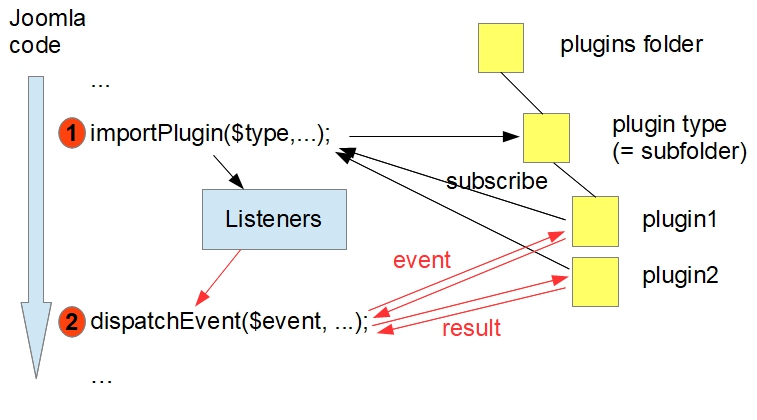 Joomla
code
...
plugins folder
1 importPlugin($type,...);
plugin type
(= subfolder)
subscribe
Listeners
plugin1
event
plugin2
2 dispatchEvent($event, ...);
result
...